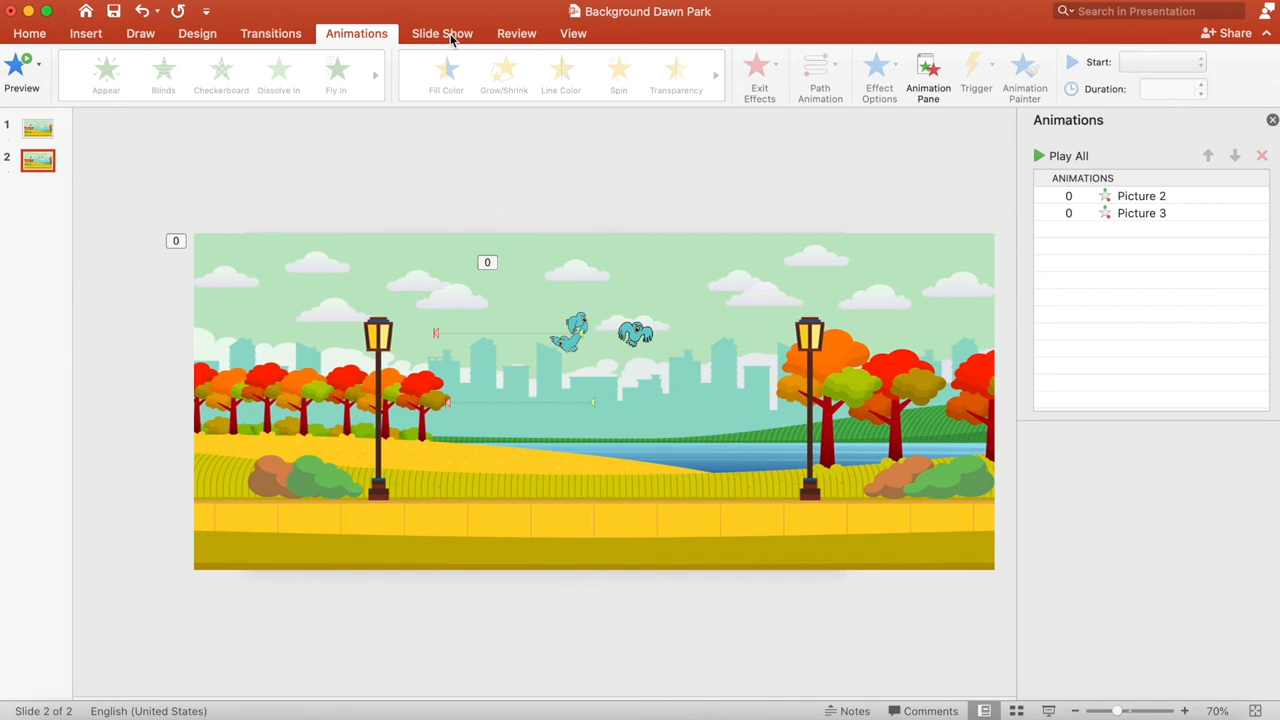 Background Dawn Park
Search in Presentation
Home Insert Draw Design Transitions Animations Slide Show Review View
Share
Preview
Appear Blinds Checkerboard Dissolve In Fly In
Fill Color Grow/Shrink Line Color Spin Transparency
Exit Effects
Path Animation
Effect Options
Animation Pane
Trigger
Animation Painter
Start:
Duration:
1
2
Animations
Play All
ANIMATIONS
0 Picture 2
0 Picture 3
0
0
Slide 2 of 2 English (United States)
Notes Comments 70%